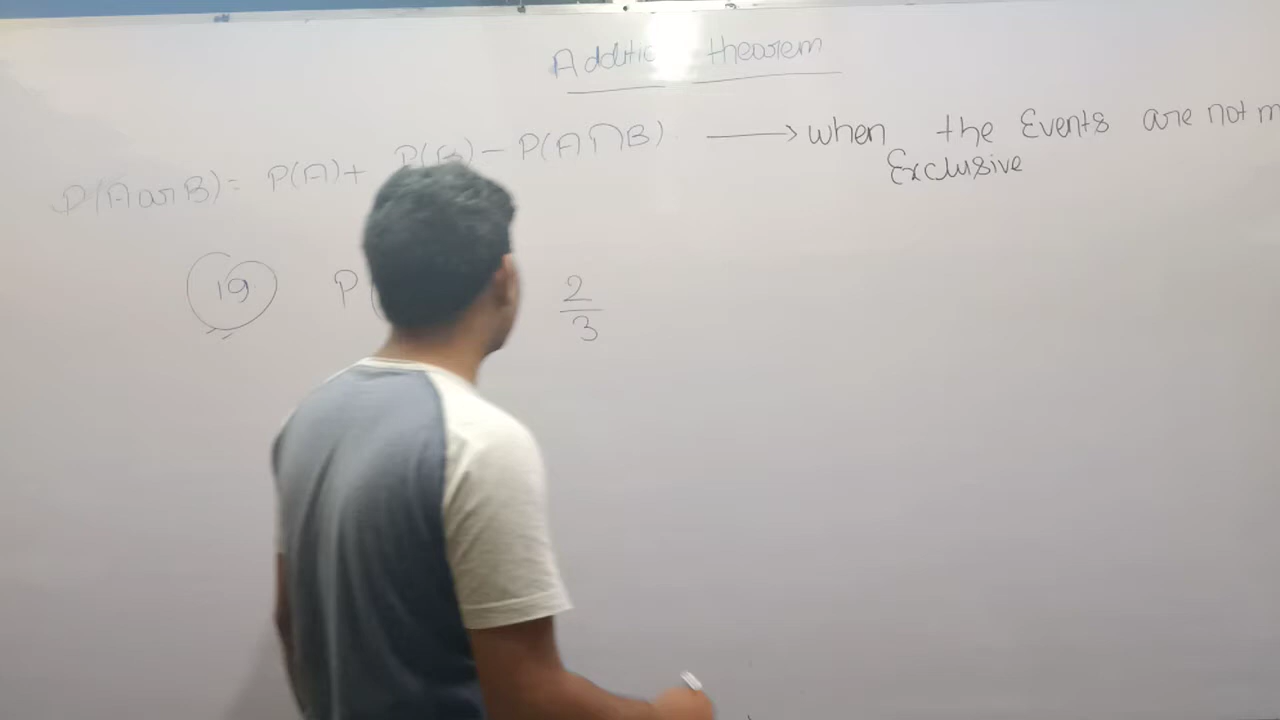 Addition theorem
P(A or B) = P(A) + P(B) - P(A∩B) → when the Events are not
Exclusive
19 P( 2/3